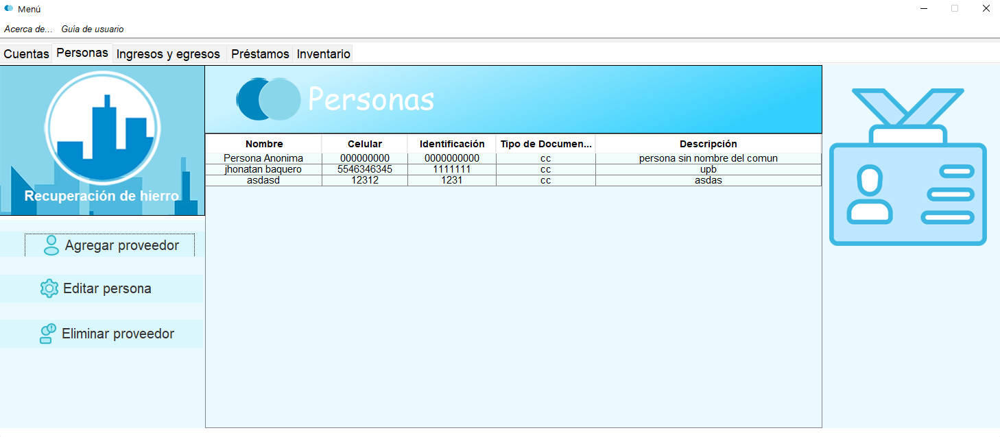 Menú
Acerca de... Guía de usuario
Cuentas Personas Ingresos y egresos Préstamos Inventario
Personas
Recuperación de hierro
Agregar proveedor
Editar persona
Eliminar proveedor
Nombre Celular Identificación Tipo de Documen... Descripción
Persona Anonima 000000000 0000000000 cc persona sin nombre del comun
jhonatan baquero 5546346345 1111111 cc upb
asdasd 12312 1231 cc asdas